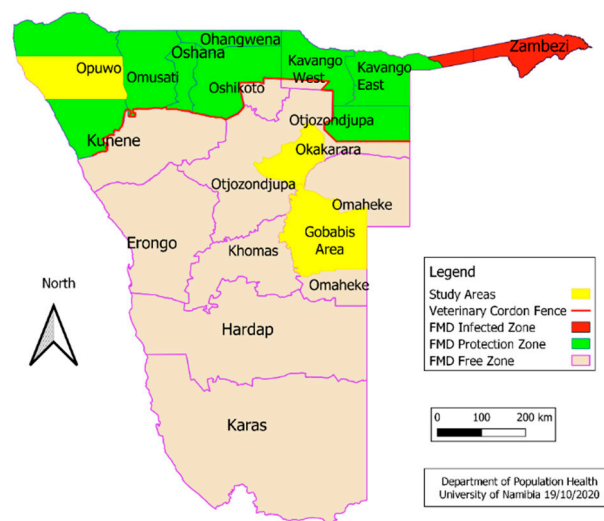 Ohangwena
Zambezi
Oshana
Opuwo
Omusati
Kavango
West
Kavango
East
Oshikoto
Otjozondjupa
Kunene
Okakarara
Otjozondjupa
Omaheke
Gobabis
Area
Erongo
Khomas
Omaheke
Hardap
Karas
North
Legend
Study Areas
Veterinary Cordon Fence
FMD Infected Zone
FMD Protection Zone
FMD Free Zone
0 100 200 km
Department of Population Health
University of Namibia 19/10/2020